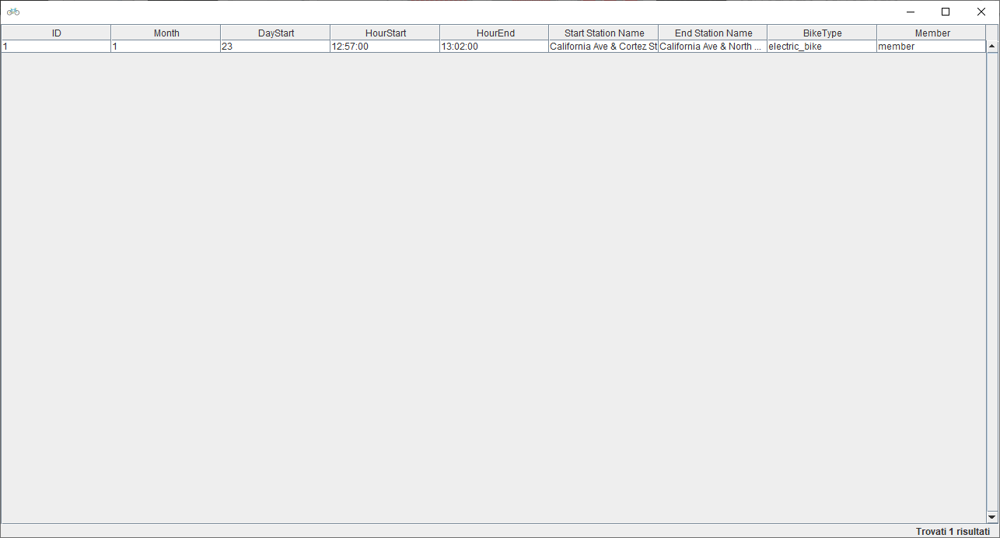 ID Month DayStart HourStart HourEnd Start Station Name End Station Name BikeType Member
1 1 23 12:57:00 13:02:00 California Ave & Cortez St California Ave & North ... electric_bike member
Trovati 1 risultati